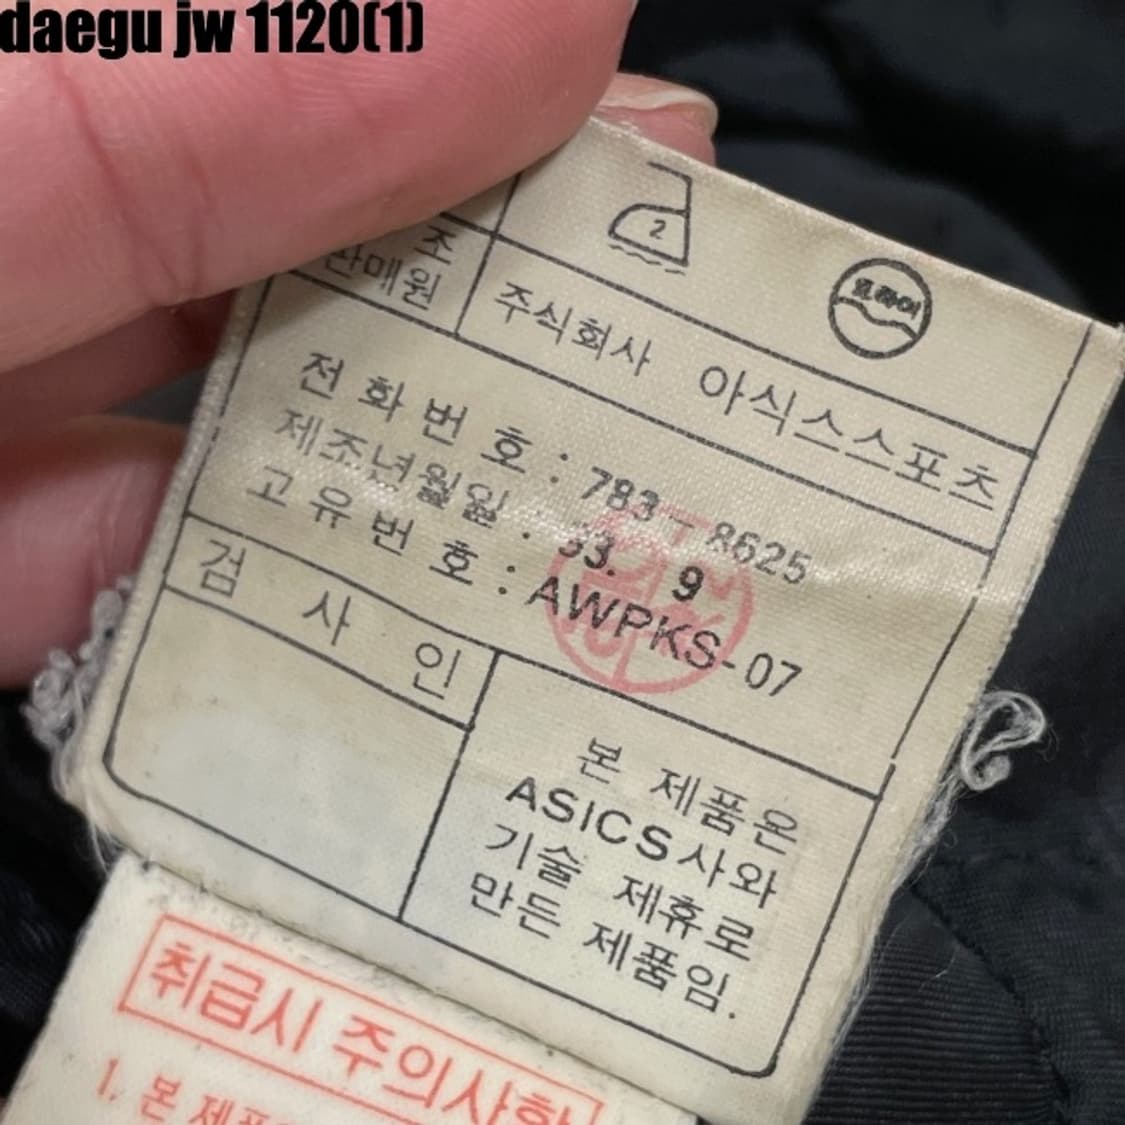 daegu jw 1120(1)
2
조
판매원
주식회사 아식스스포츠
전화번호 : 783-8625
제조년월일 : 93. 9
고유번호 : AWPKS-07
검사인
본 제품은
ASICS사와
기술 제휴로
만든 제품임.
취급시 주의사항
1. 본